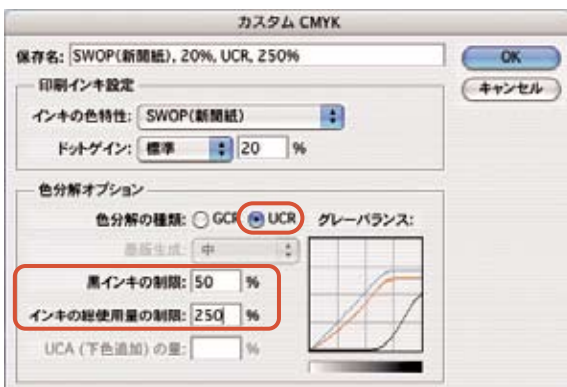 カスタム CMYK
保存名: SWOP(新聞紙), 20%, UCR, 250%
OK
キャンセル
印刷インキ設定
インキの色特性: SWOP(新聞紙)
ドットゲイン: 標準 20 %
色分解オプション
色分解の種類: GCR UCR グレーバランス:
墨版生成: 中
黒インキの制限: 50 %
インキの総使用量の制限: 250 %
UCA (下色追加) の量: %